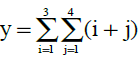 y = \sum_{i=1}^{3} \sum_{j=1}^{4} (i + j)